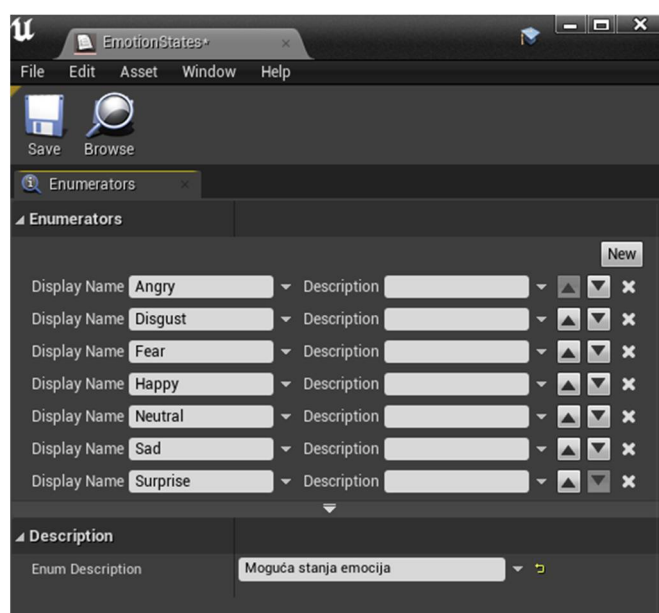 EmotionStates*
File Edit Asset Window Help
Save Browse
Enumerators
Enumerators
New
Display Name Angry Description
Display Name Disgust Description
Display Name Fear Description
Display Name Happy Description
Display Name Neutral Description
Display Name Sad Description
Display Name Surprise Description
Description
Enum Description Moguća stanja emocija